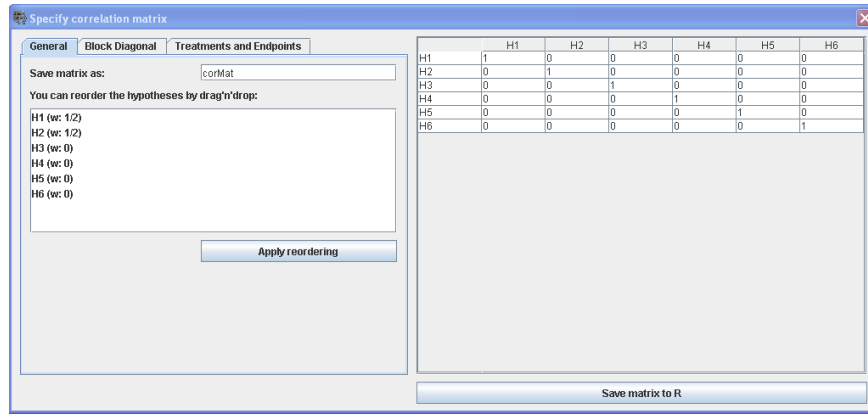 Specify correlation matrix
General Block Diagonal Treatments and Endpoints
Save matrix as: corMat
You can reorder the hypotheses by drag'n'drop:
H1 (w: 1/2)
H2 (w: 1/2)
H3 (w: 0)
H4 (w: 0)
H5 (w: 0)
H6 (w: 0)
Apply reordering
H1 H2 H3 H4 H5 H6
H1 1 0 0 0 0 0
H2 0 1 0 0 0 0
H3 0 0 1 0 0 0
H4 0 0 0 1 0 0
H5 0 0 0 0 1 0
H6 0 0 0 0 0 1
Save matrix to R